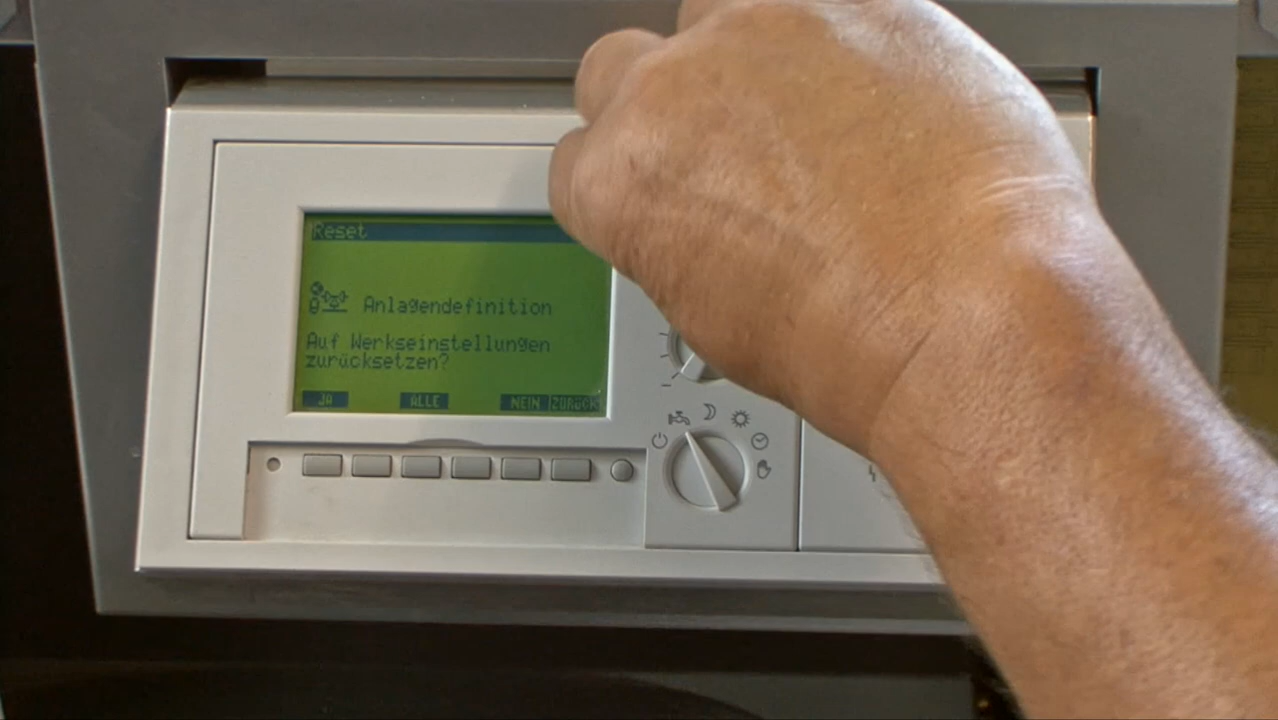 Reset
Anlagendefinition
Auf Werkseinstellungen
zurücksetzen?
JA ALLE NEIN ZURÜCK